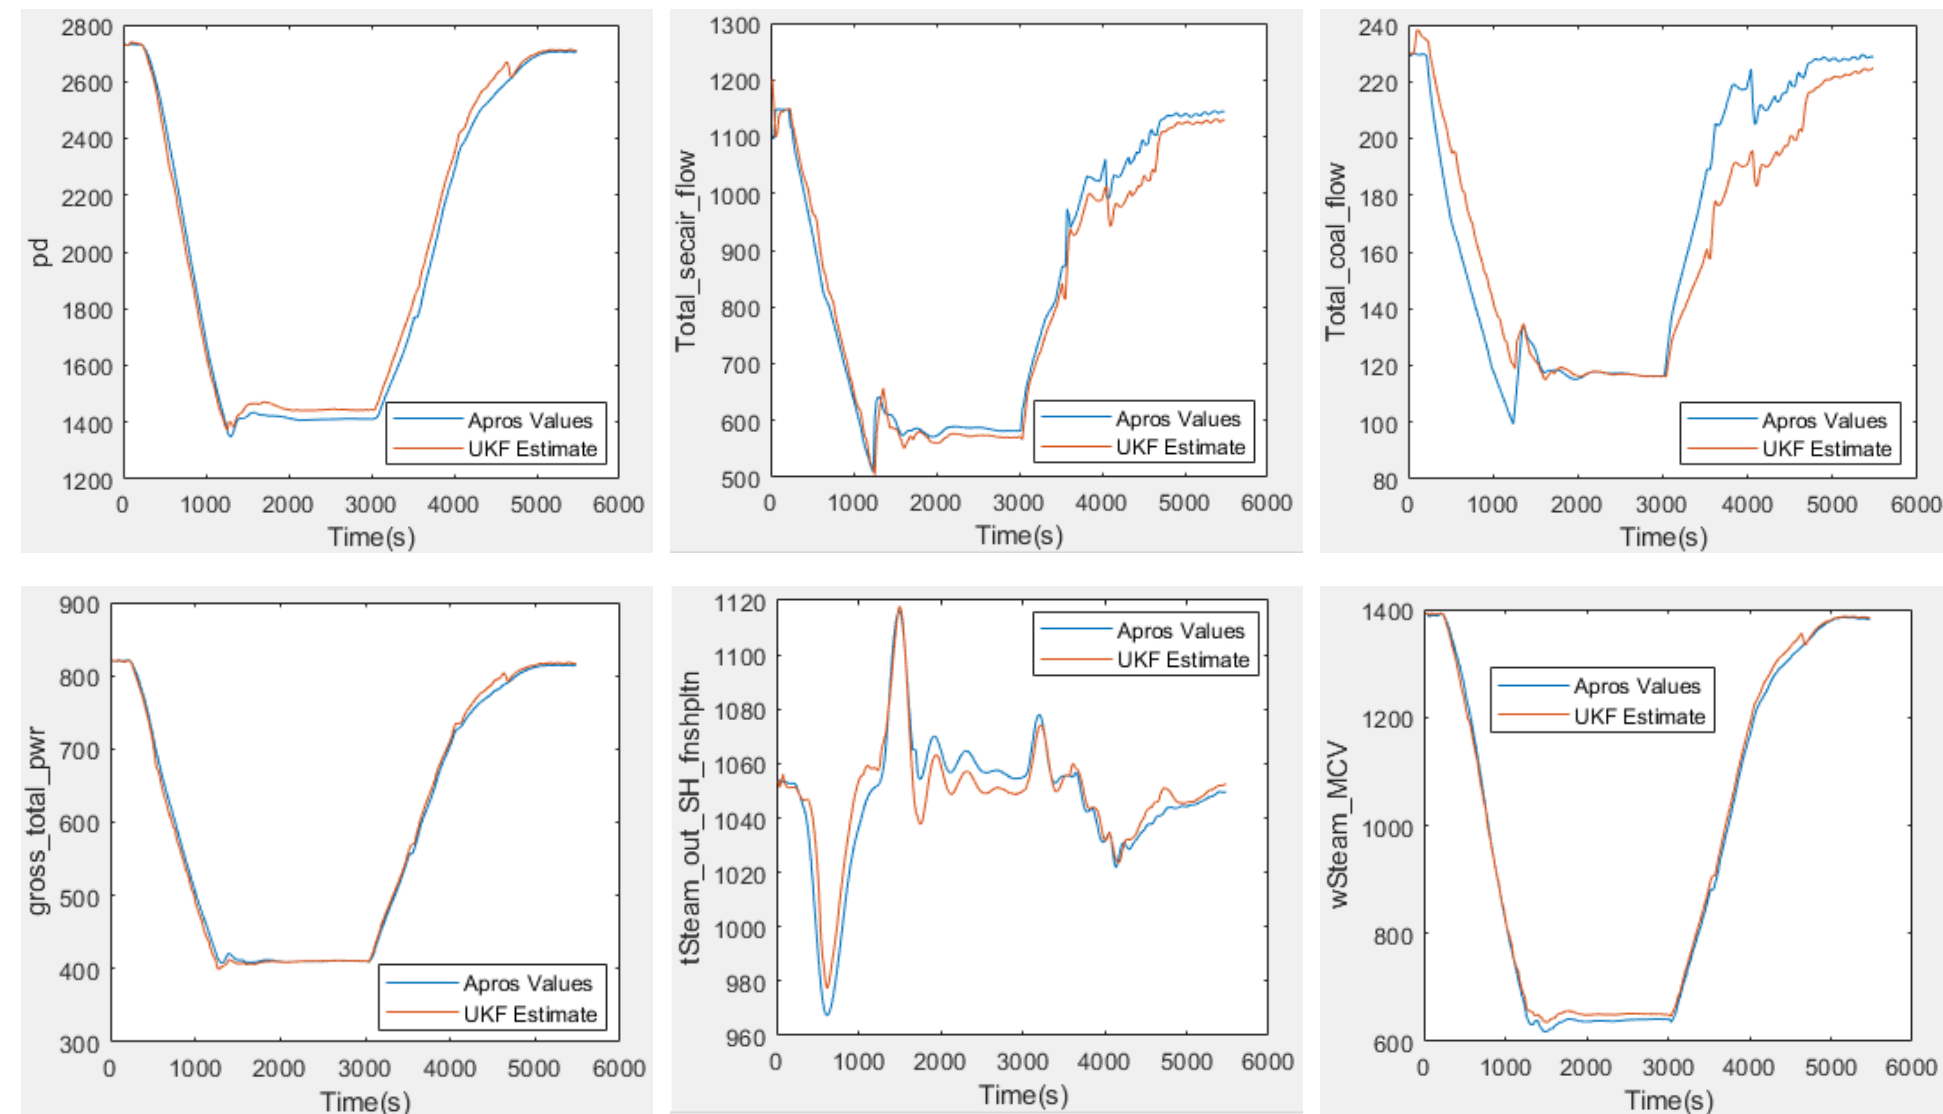 2800
2600
2400
2200
2000
1800
1600
1400
1200
pd
0 1000 2000 3000 4000 5000 6000
Time(s)
Apros Values
UKF Estimate
1300
1200
1100
1000
900
800
700
600
500
Total_secair_flow
0 1000 2000 3000 4000 5000 6000
Time(s)
Apros Values
UKF Estimate
240
220
200
180
160
140
120
100
80
Total_coal_flow
0 1000 2000 3000 4000 5000 6000
Time(s)
Apros Values
UKF Estimate
900
800
700
600
500
400
300
gross_total_pwr
0 1000 2000 3000 4000 5000 6000
Time(s)
Apros Values
UKF Estimate
1120
1100
1080
1060
1040
1020
1000
980
960
tSteam_out_SH_fnshpltn
0 1000 2000 3000 4000 5000 6000
Time(s)
Apros Values
UKF Estimate
1400
1200
1000
800
600
wSteam_MCV
0 1000 2000 3000 4000 5000 6000
Time(s)
Apros Values
UKF Estimate